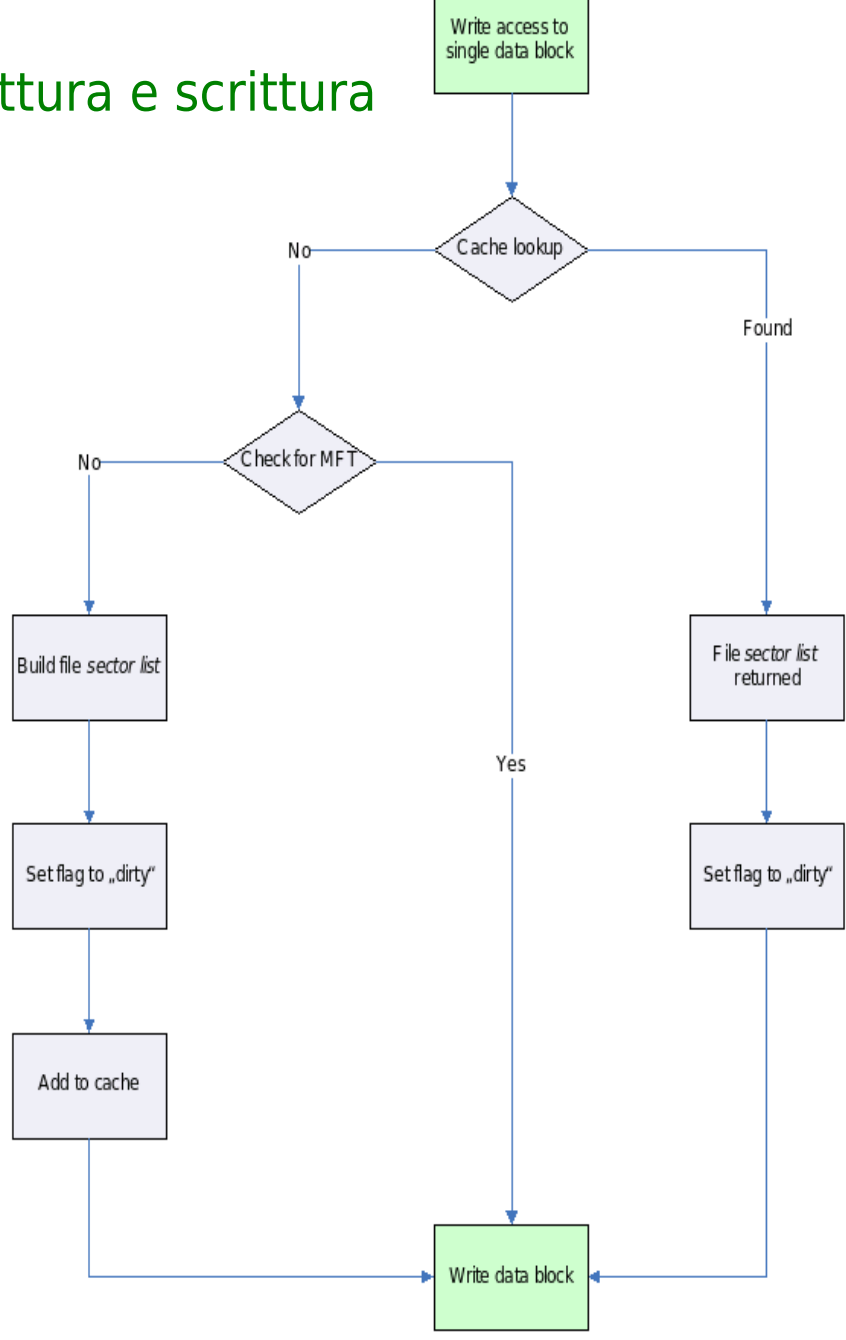 Write access to
single data block
ttura e scrittura
Cache lookup
No
Found
Check for MFT
No
Build file sector list
File sector list
returned
Yes
Set flag to „dirty“
Set flag to „dirty“
Add to cache
Write data block